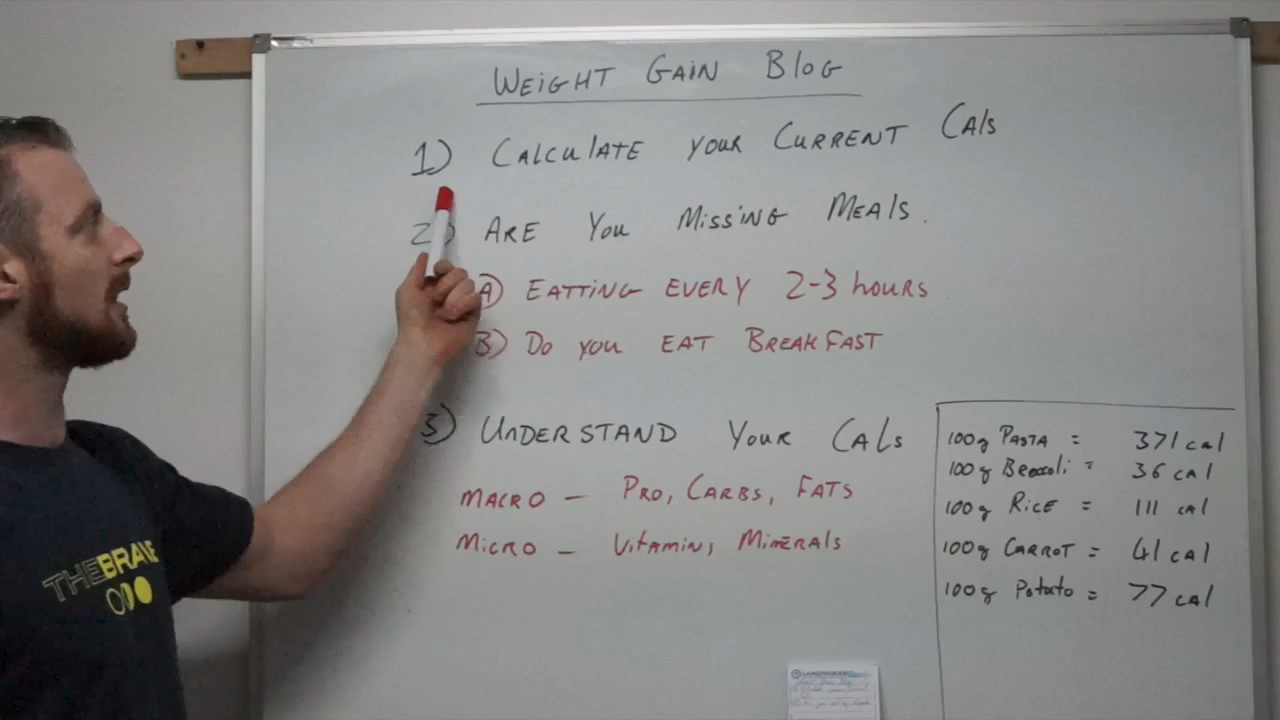 WEIGHT GAIN BLOG
1) CALCULATE YOUR CURRENT CALS
2) ARE YOU MISSING MEALS.
A) EATTING EVERY 2-3 HOURS
B) DO YOU EAT BREAKFAST
3) UNDERSTAND YOUR CALS
MACRO – PRO, CARBS, FATS
MICRO – VITAMINS, MINERALS
100g PASTA = 371 cal
100g Broccoli = 36 cal
100g RICE = 111 cal
100g CARROT = 41 cal
100g Potato = 77 cal
THEBRAVE